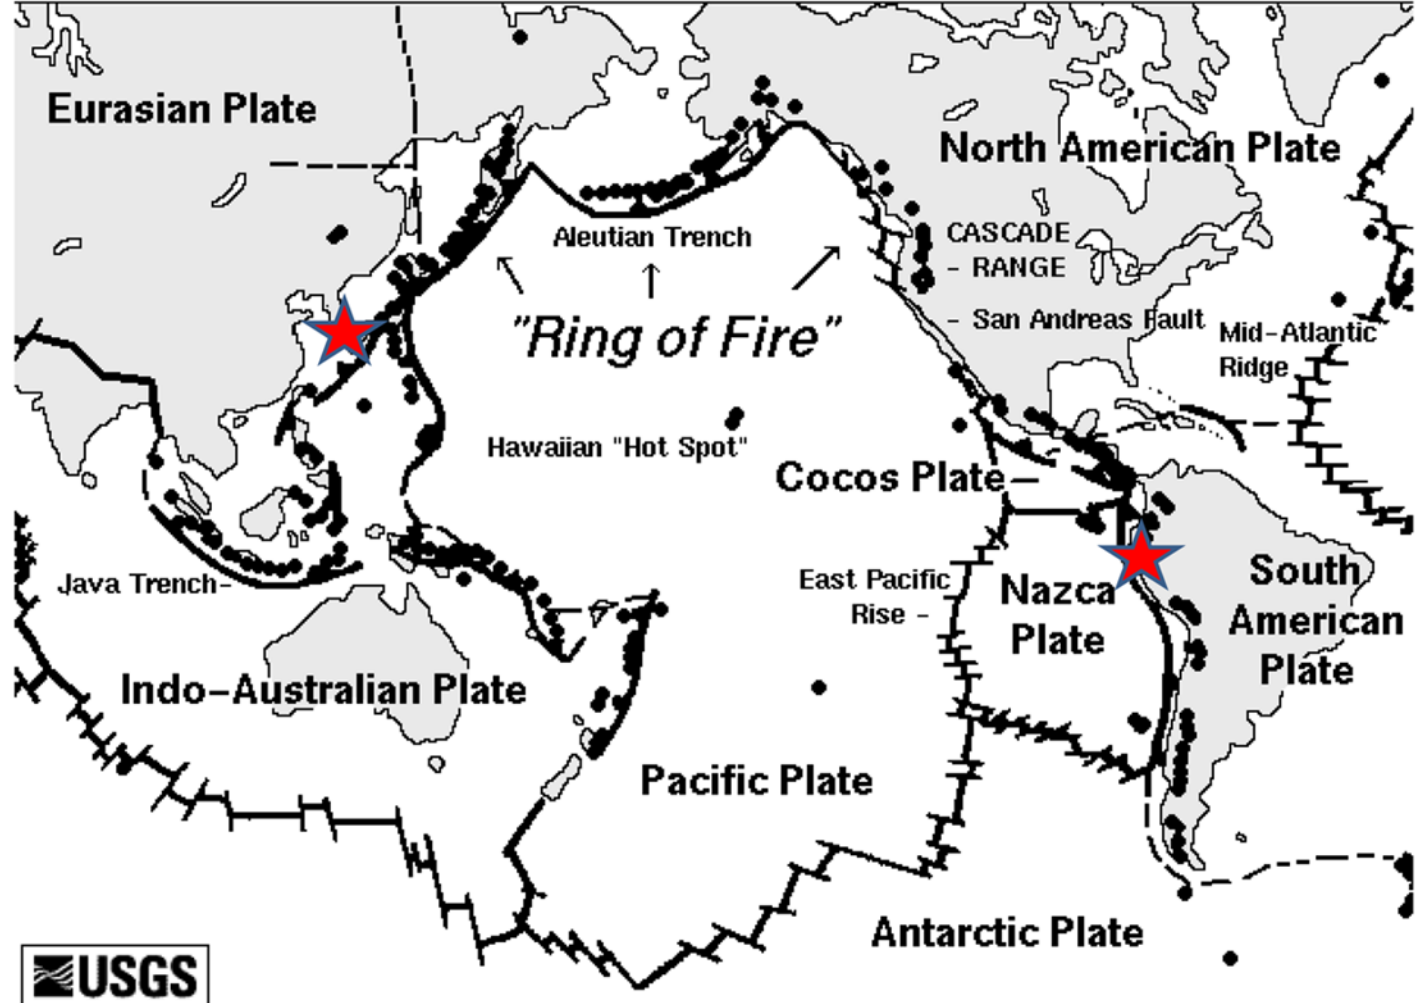 Eurasian Plate
North American Plate
Aleutian Trench
CASCADE
- RANGE
- San Andreas Fault
"Ring of Fire"
Mid-Atlantic
Ridge
Hawaiian "Hot Spot"
Cocos Plate
Java Trench-
East Pacific
Rise -
Nazca
Plate
South
American
Plate
Indo-Australian Plate
Pacific Plate
Antarctic Plate
USGS